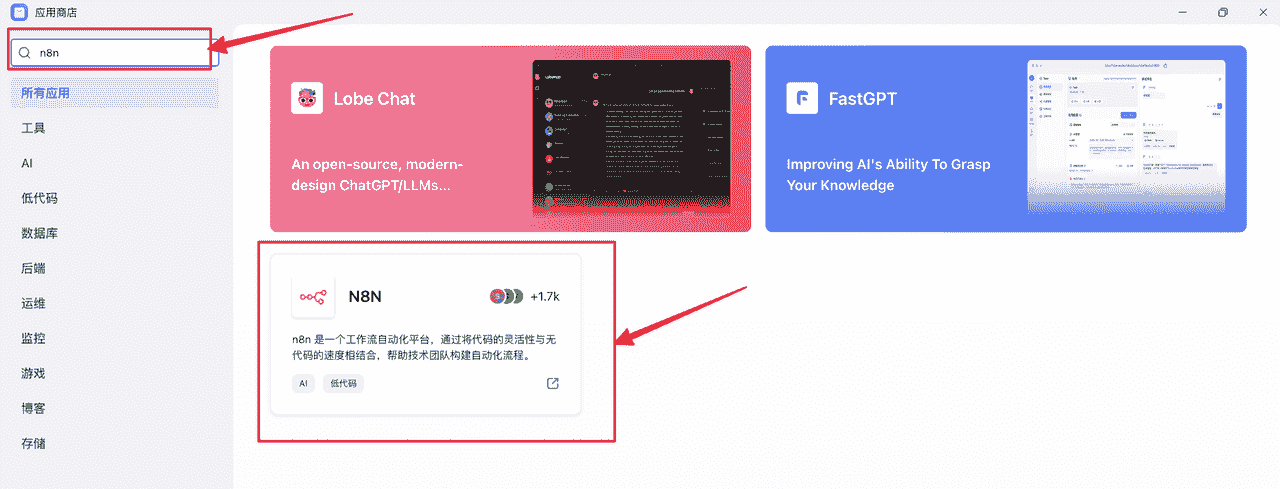 应用商店
n8n
所有应用
工具
AI
低代码
数据库
后端
运维
监控
游戏
博客
存储
Lobe Chat
An open-source, modern-
design ChatGPT/LLMs...
FastGPT
Improving AI's Ability To Grasp
Your Knowledge
N8N
+1.7k
n8n 是一个工作流自动化平台，通过将代码的灵活性与无
代码的速度相结合，帮助技术团队构建自动化流程。
AI
低代码